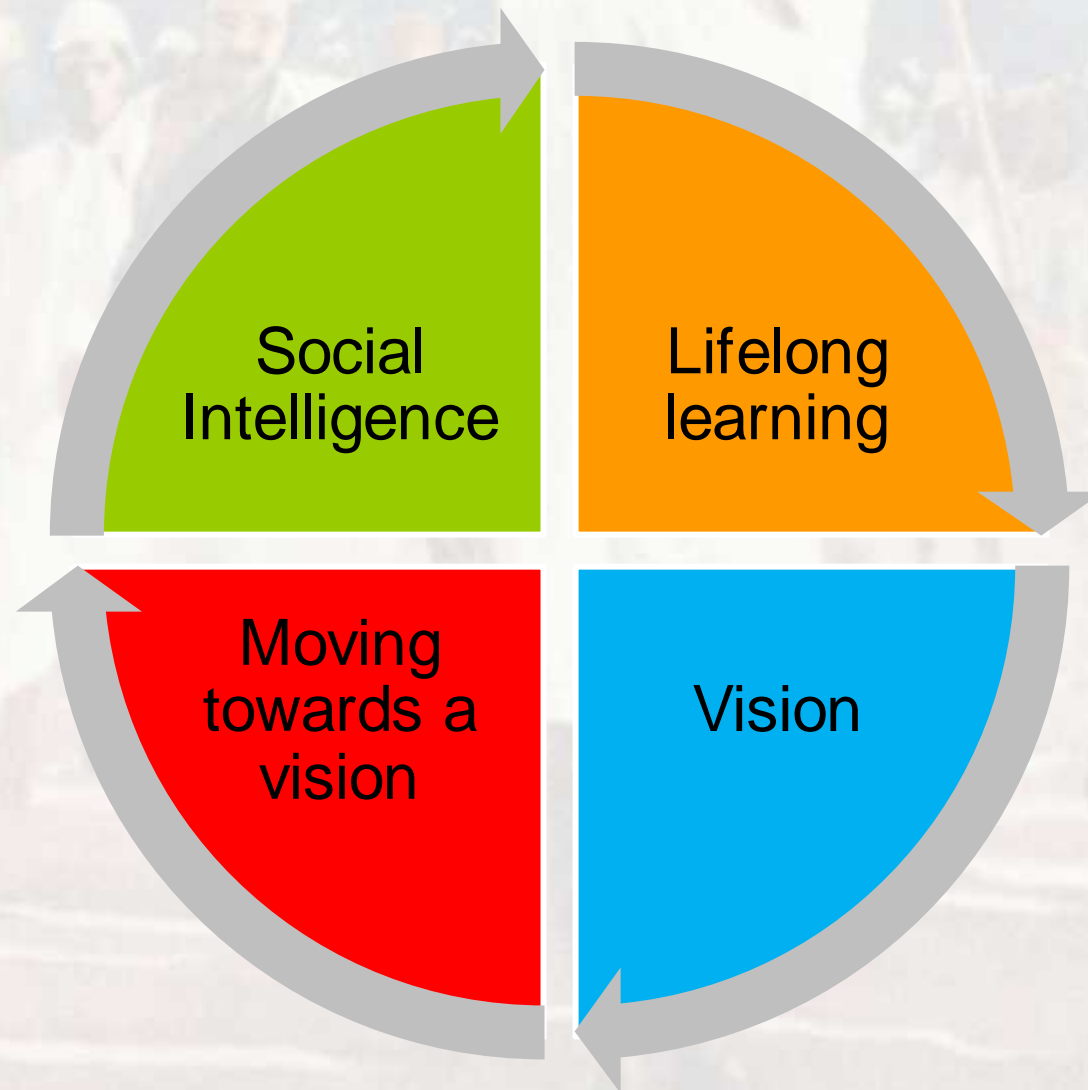 Social
Intelligence
Lifelong
learning
Moving
towards a
vision
Vision